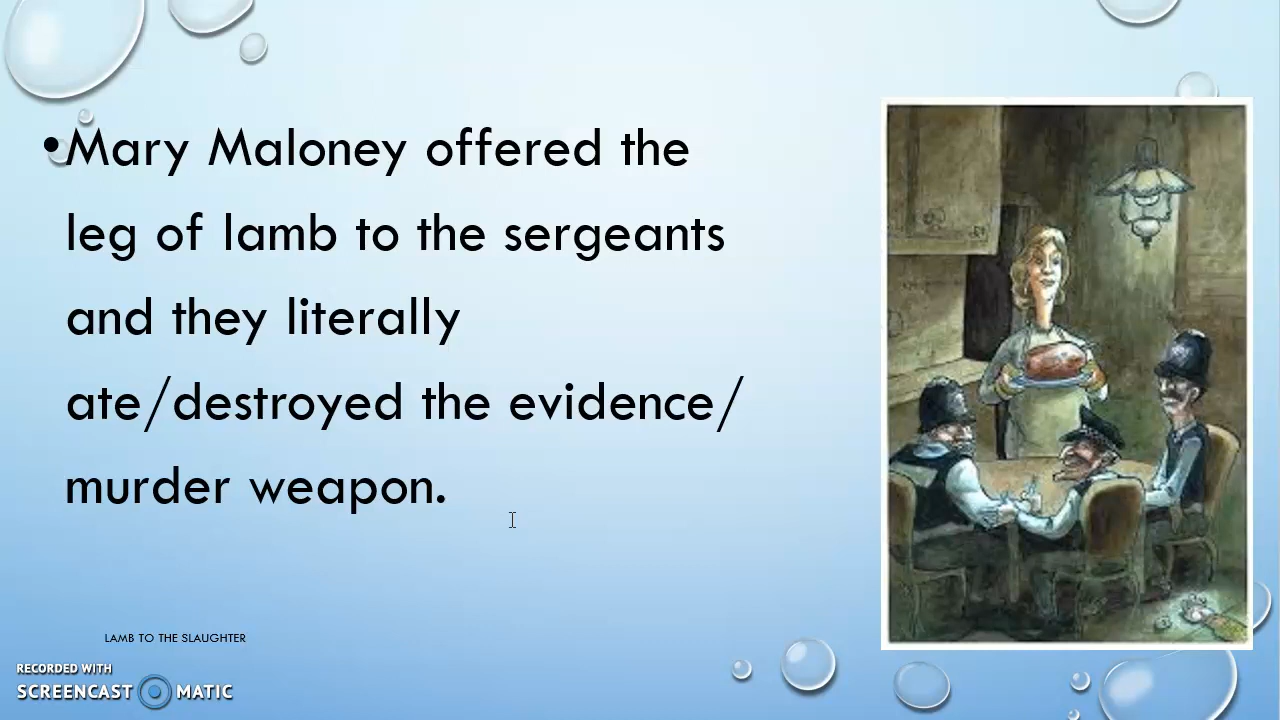 •Mary Maloney offered the
leg of lamb to the sergeants
and they literally
ate/destroyed the evidence/
murder weapon.
LAMB TO THE SLAUGHTER
RECORDED WITH
SCREENCAST MATIC